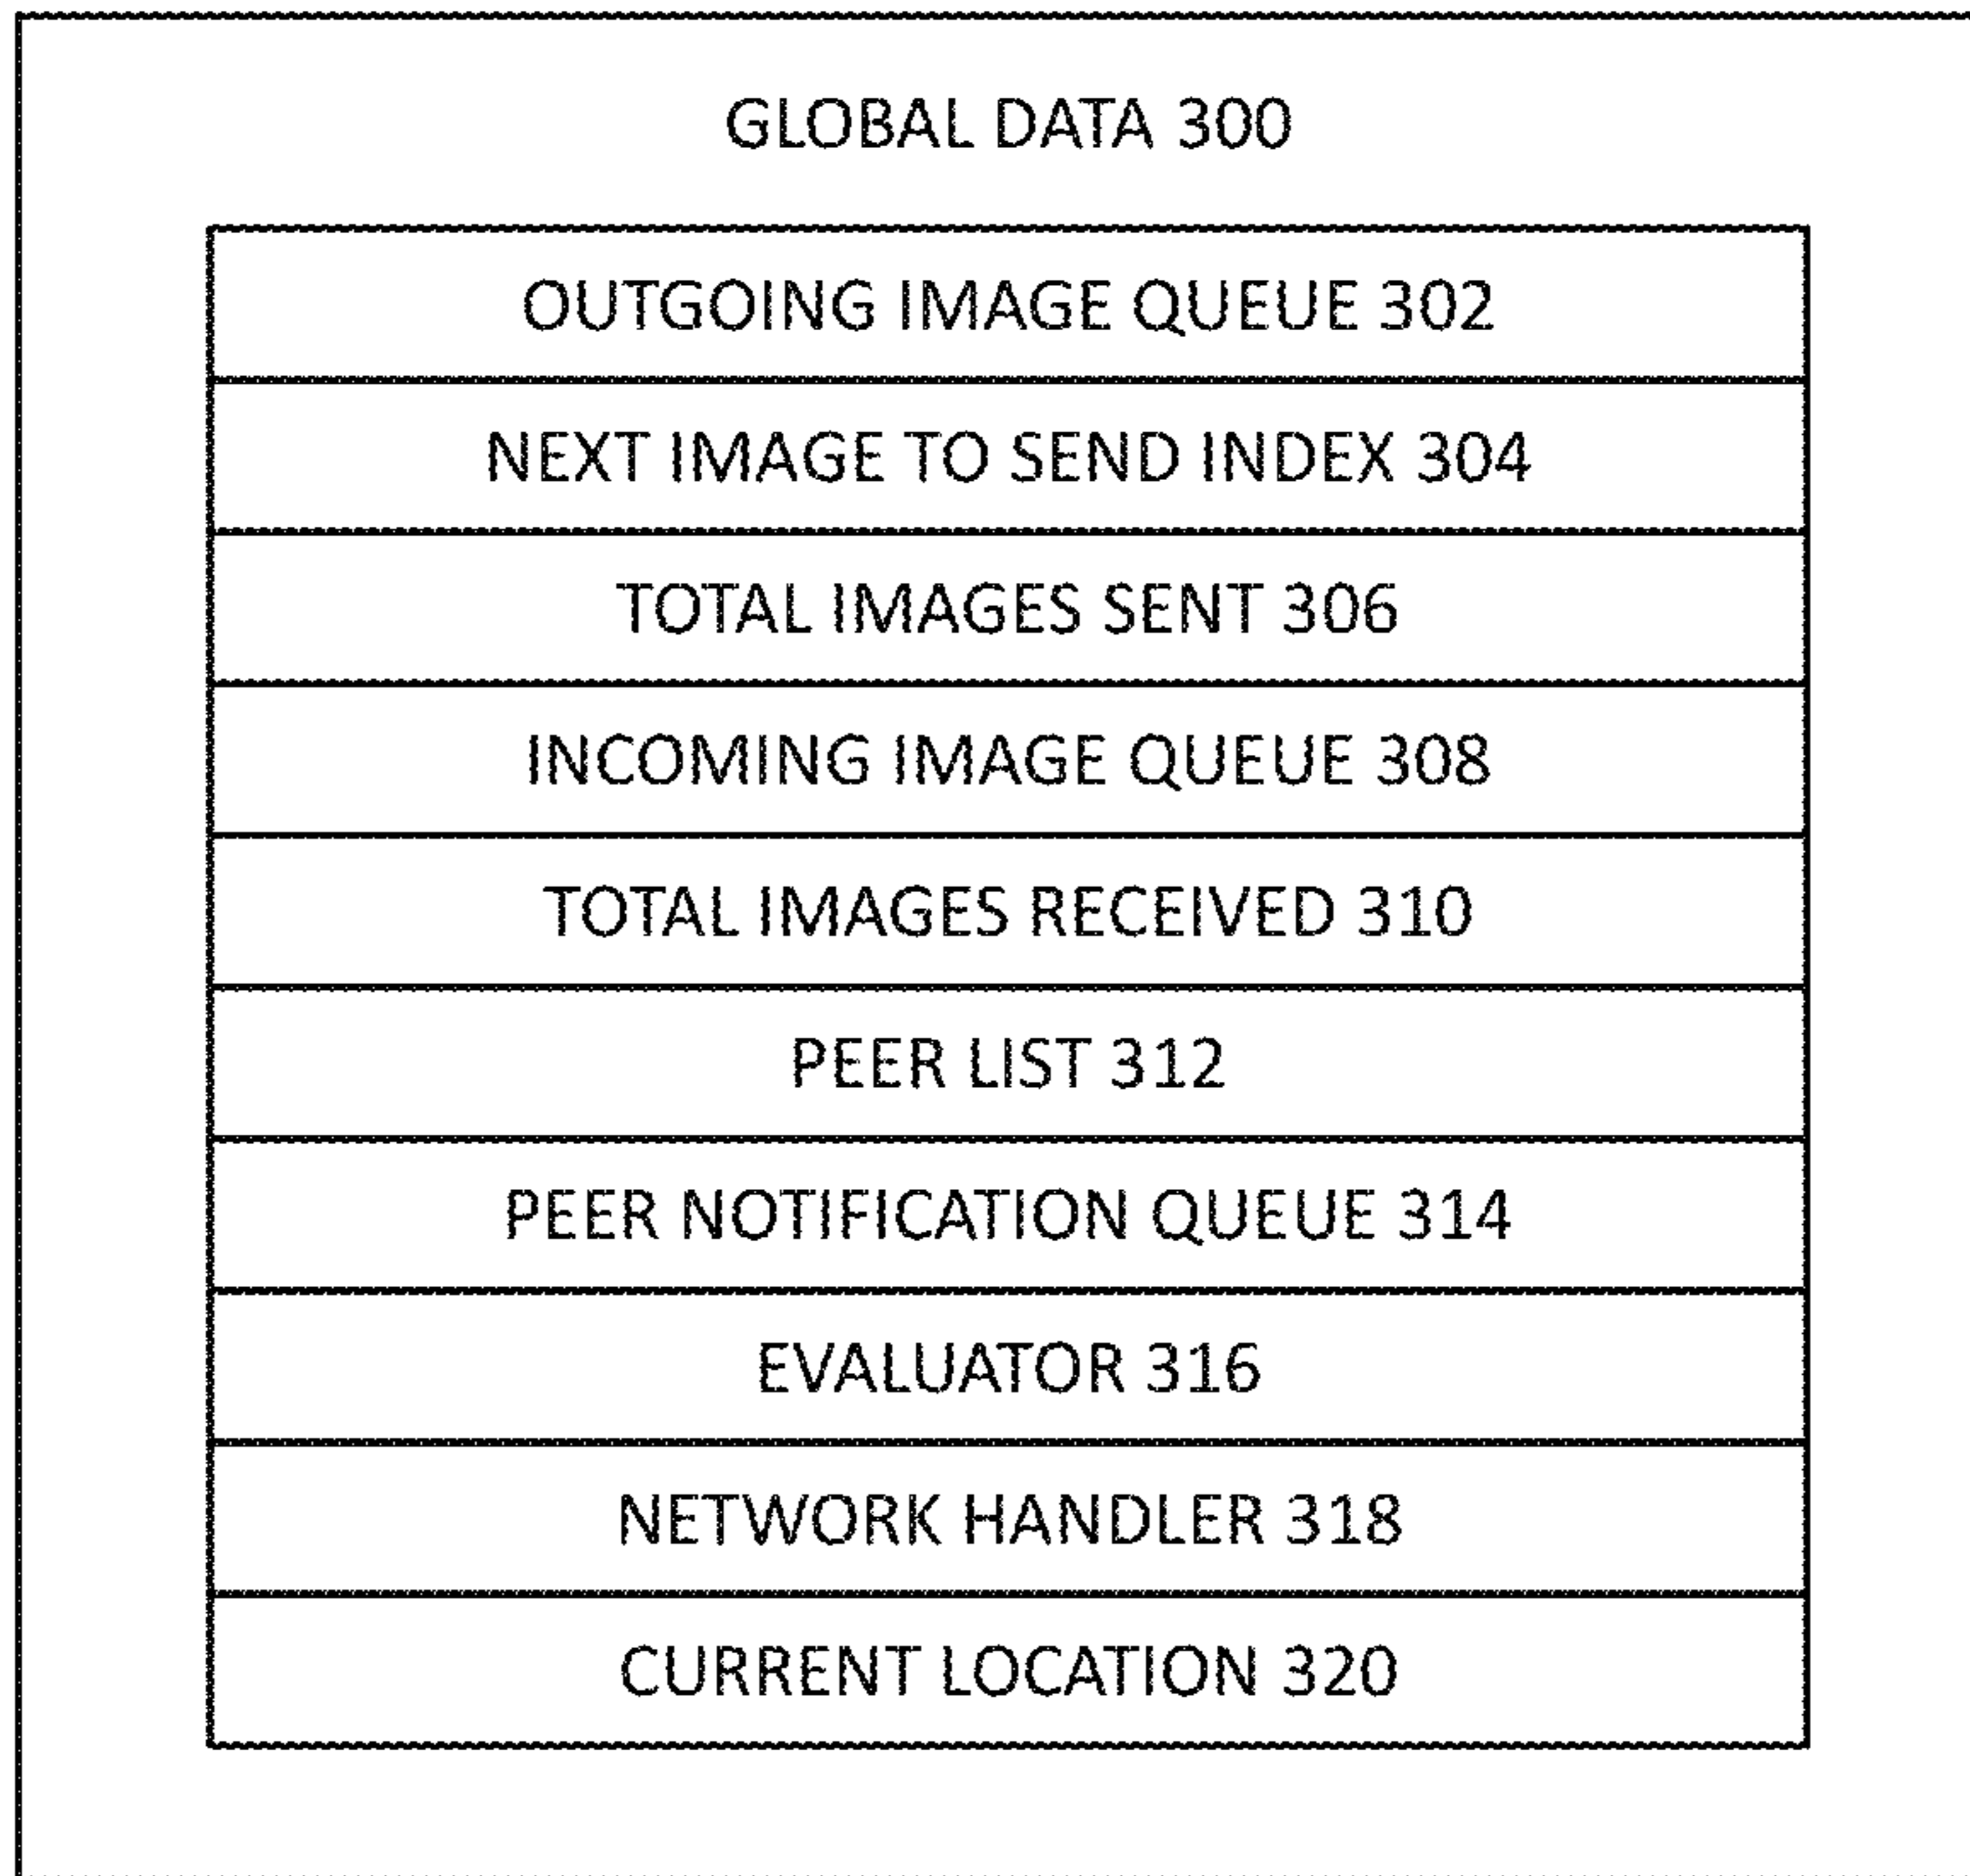 GLOBAL DATA 300
OUTGOING IMAGE QUEUE 302
NEXT IMAGE TO SEND INDEX 304
TOTAL IMAGES SENT 306
INCOMING IMAGE QUEUE 308
TOTAL IMAGES RECEIVED 310
PEER LIST 312
PEER NOTIFICATION QUEUE 314
EVALUATOR 316
NETWORK HANDLER 318
CURRENT LOCATION 320